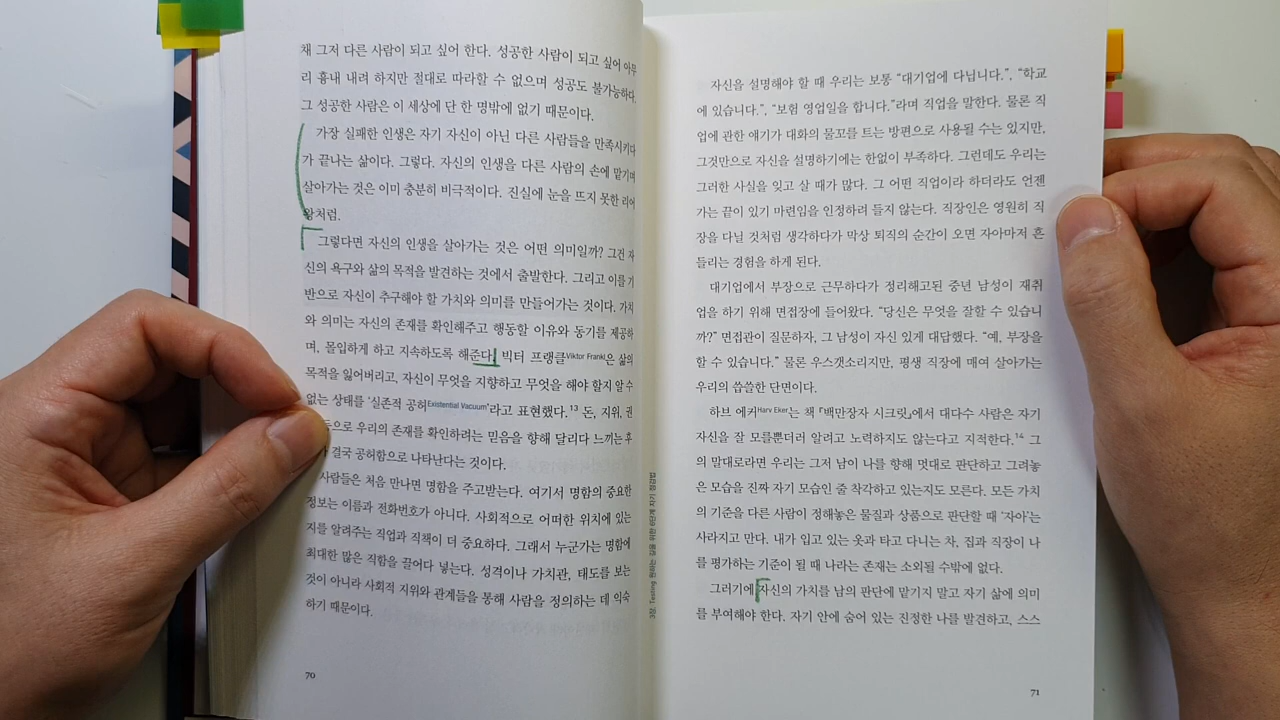 채 그저 다른 사람이 되고 싶어 한다. 성공한 사람이 되고 싶어 아무
리 흉내 내려 하지만 절대로 따라할 수 없으며 성공도 불가능하다.
그 성공한 사람은 이 세상에 단 한 명밖에 없기 때문이다.
가장 실패한 인생은 자기 자신이 아닌 다른 사람들을 만족시키다
가 끝나는 삶이다. 그렇다. 자신의 인생을 다른 사람의 손에 맡기며
살아가는 것은 이미 충분히 비극적이다. 진실에 눈을 뜨지 못한 리어
왕처럼.
그렇다면 자신의 인생을 살아가는 것은 어떤 의미일까? 그건 자
신의 욕구와 삶의 목적을 발견하는 것에서 출발한다. 그리고 이를 기
반으로 자신이 추구해야 할 가치와 의미를 만들어가는 것이다. 가치
와 의미는 자신의 존재를 확인해주고 행동할 이유와 동기를 제공하
며, 몰입하게 하고 지속하도록 해준다. 빅터 프랭클Viktor Frankl은 삶의
목적을 잃어버리고, 자신이 무엇을 지향하고 무엇을 해야 할지 알 수
없는 상태를 '실존적 공허Existential Vacuum'라고 표현했다.13 돈, 지위, 권
등으로 우리의 존재를 확인하려는 믿음을 향해 달리다 느끼는 후
결국 공허함으로 나타난다는 것이다.
사람들은 처음 만나면 명함을 주고받는다. 여기서 명함의 중요한
정보는 이름과 전화번호가 아니다. 사회적으로 어떠한 위치에 있는
지를 알려주는 직업과 직책이 더 중요하다. 그래서 누군가는 명함에
최대한 많은 직함을 끌어다 넣는다. 성격이나 가치관, 태도를 보는
것이 아니라 사회적 지위와 관계들을 통해 사람을 정의하는 데 익숙
하기 때문이다.
70
3장. Testing 원하는 삶을 위한 6단계 자기 점검법
자신을 설명해야 할 때 우리는 보통 "대기업에 다닙니다.", "학교
에 있습니다.", "보험 영업일을 합니다."라며 직업을 말한다. 물론 직
업에 관한 얘기가 대화의 물꼬를 트는 방편으로 사용될 수는 있지만,
그것만으로 자신을 설명하기에는 한없이 부족하다. 그런데도 우리는
그러한 사실을 잊고 살 때가 많다. 그 어떤 직업이라 하더라도 언젠
가는 끝이 있기 마련임을 인정하려 들지 않는다. 직장인은 영원히 직
장을 다닐 것처럼 생각하다가 막상 퇴직의 순간이 오면 자아마저 흔
들리는 경험을 하게 된다.
대기업에서 부장으로 근무하다가 정리해고된 중년 남성이 재취
업을 하기 위해 면접장에 들어왔다. "당신은 무엇을 잘할 수 있습니
까?" 면접관이 질문하자, 그 남성이 자신 있게 대답했다. "예, 부장을
할 수 있습니다." 물론 우스갯소리지만, 평생 직장에 매여 살아가는
우리의 씁쓸한 단면이다.
하브 에커Harv Eker는 책 『백만장자 시크릿』에서 대다수 사람은 자기
자신을 잘 모를뿐더러 알려고 노력하지도 않는다고 지적한다.14 그
의 말대로라면 우리는 그저 남이 나를 향해 멋대로 판단하고 그려놓
은 모습을 진짜 자기 모습인 줄 착각하고 있는지도 모른다. 모든 가치
의 기준을 다른 사람이 정해놓은 물질과 상품으로 판단할 때 '자아'는
사라지고 만다. 내가 입고 있는 옷과 타고 다니는 차, 집과 직장이 나
를 평가하는 기준이 될 때 나라는 존재는 소외될 수밖에 없다.
그러기에 자신의 가치를 남의 판단에 맡기지 말고 자기 삶에 의미
를 부여해야 한다. 자기 안에 숨어 있는 진정한 나를 발견하고, 스스
71